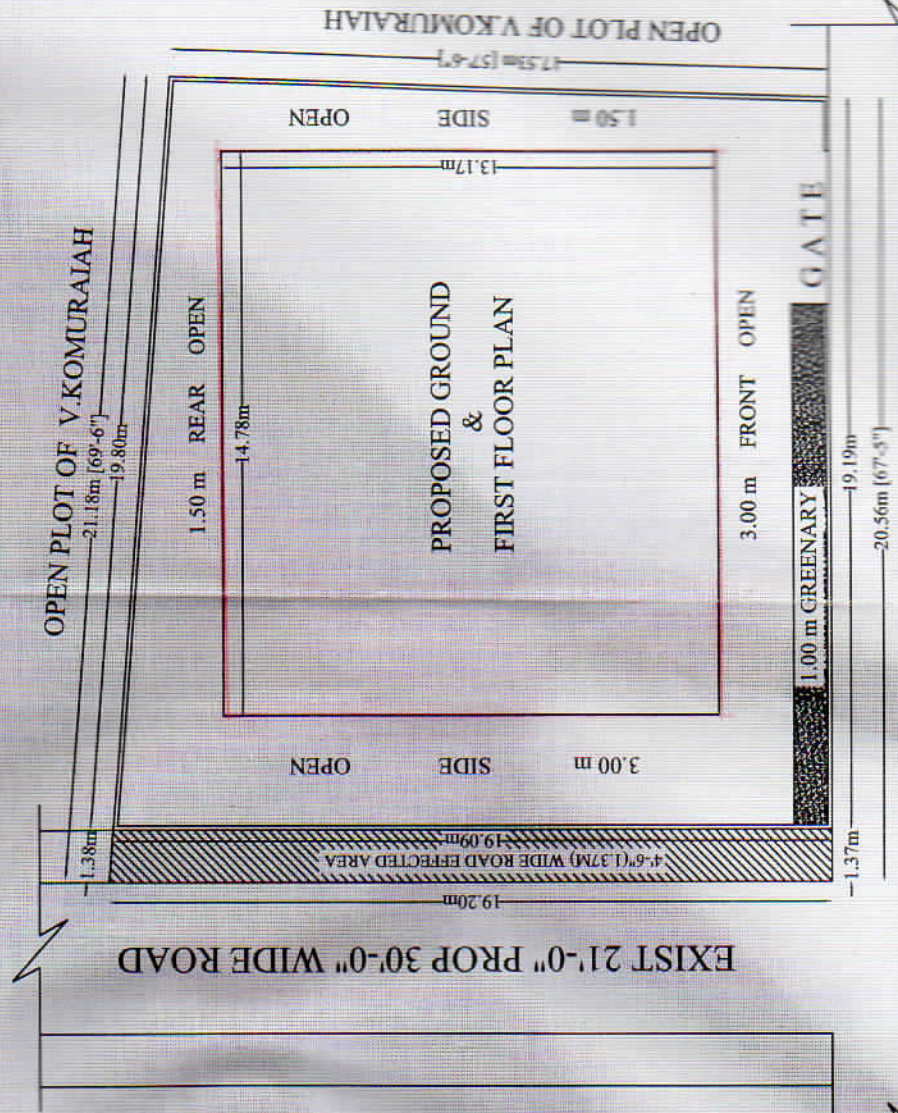 OPEN PLOT OF V.KOMURAIAH
17.53m [57'-6"]
1.50 m SIDE OPEN
13.17m
OPEN PLOT OF V.KOMURAIAH
21.18m [69'-6"]
19.80m
1.38m
1.50 m REAR OPEN
14.78m
PROPOSED GROUND
&
FIRST FLOOR PLAN
3.00 m FRONT OPEN
GATE
1.00 m GREENARY
19.19m
20.56m [67'-5"]
1.37m
3.00 m SIDE OPEN
19.09m
4'-6"(1.37M) WIDE ROAD EFFECTED AREA
19.20m
EXIST 21'-0" PROP 30'-0" WIDE ROAD